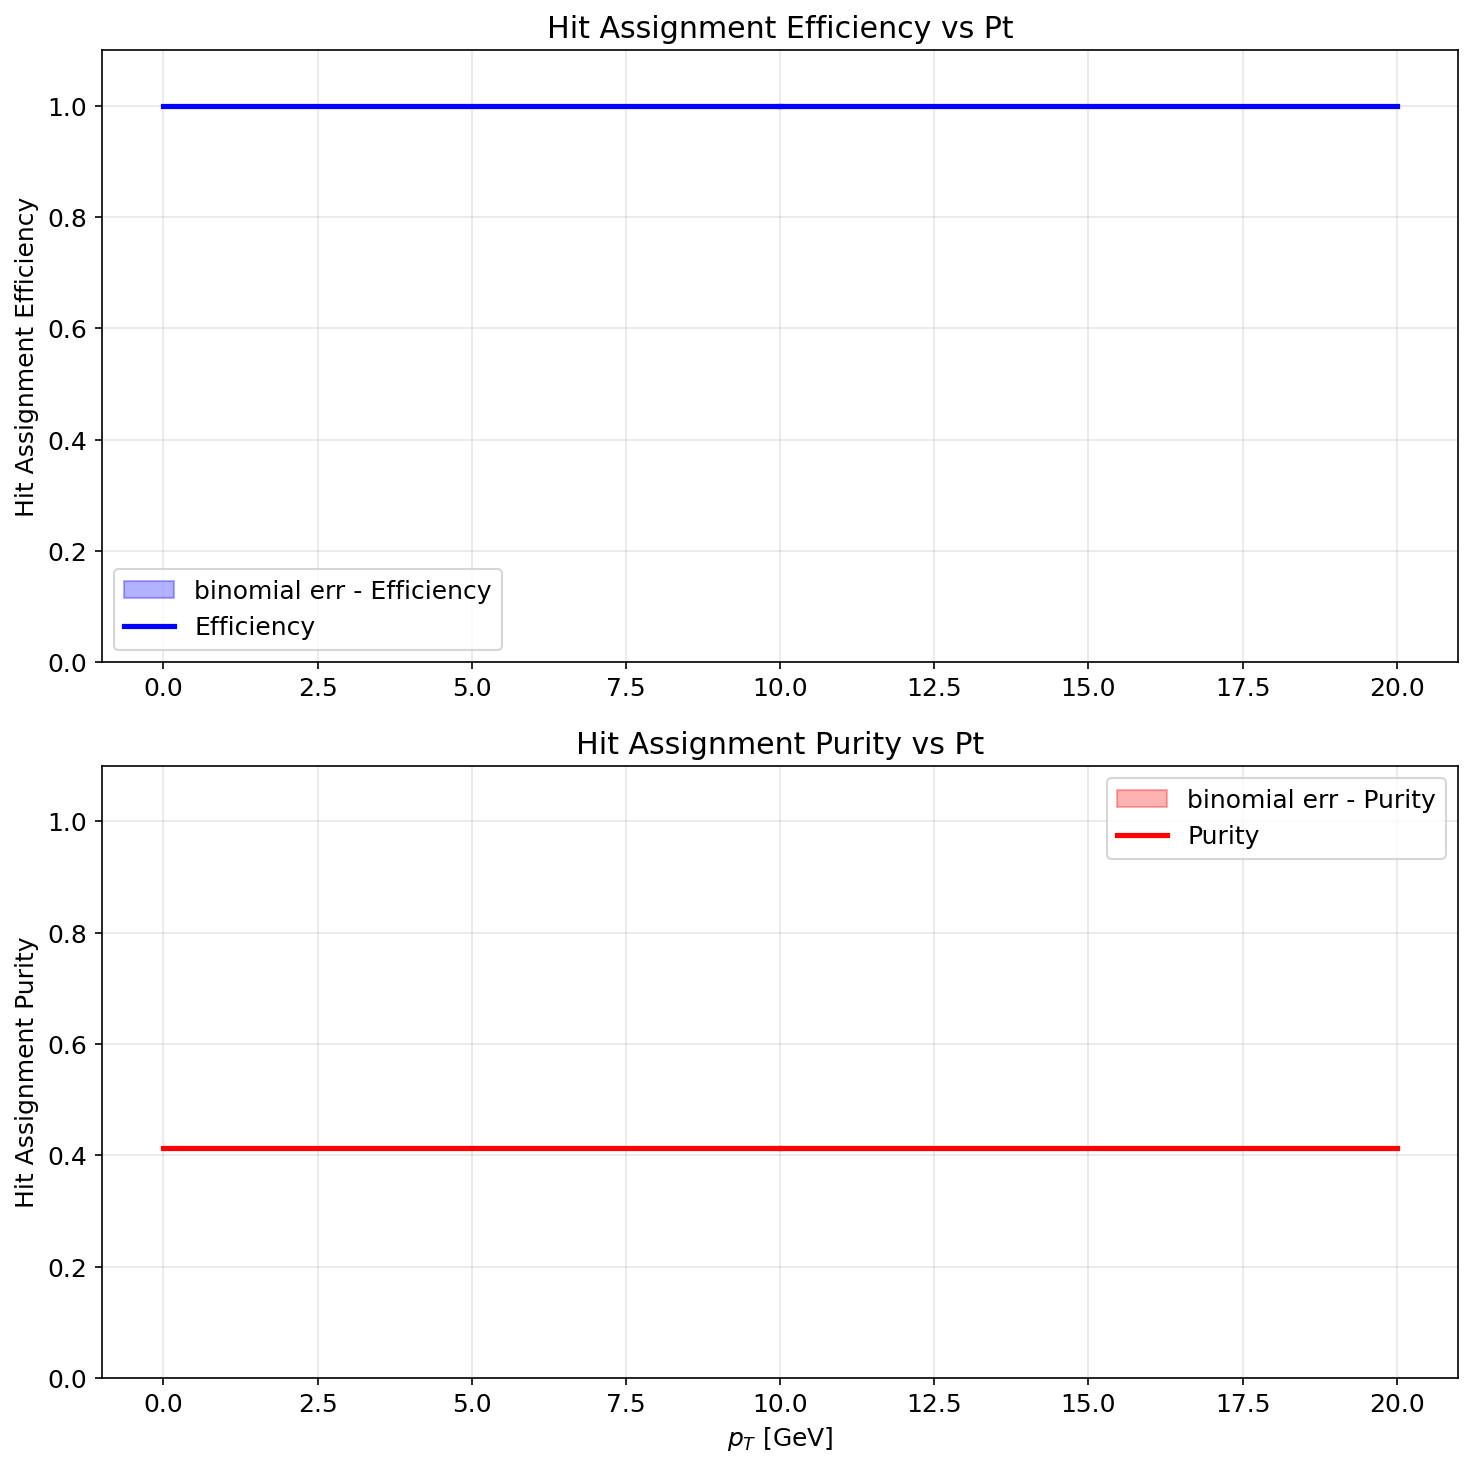 Hit Assignment Efficiency vs Pt
Hit Assignment Efficiency
1.0
0.8
0.6
0.4
0.2
0.0
binomial err - Efficiency
Efficiency
0.0 2.5 5.0 7.5 10.0 12.5 15.0 17.5 20.0
Hit Assignment Purity vs Pt
Hit Assignment Purity
1.0
0.8
0.6
0.4
0.2
0.0
binomial err - Purity
Purity
0.0 2.5 5.0 7.5 10.0 12.5 15.0 17.5 20.0
$p_T$ [GeV]